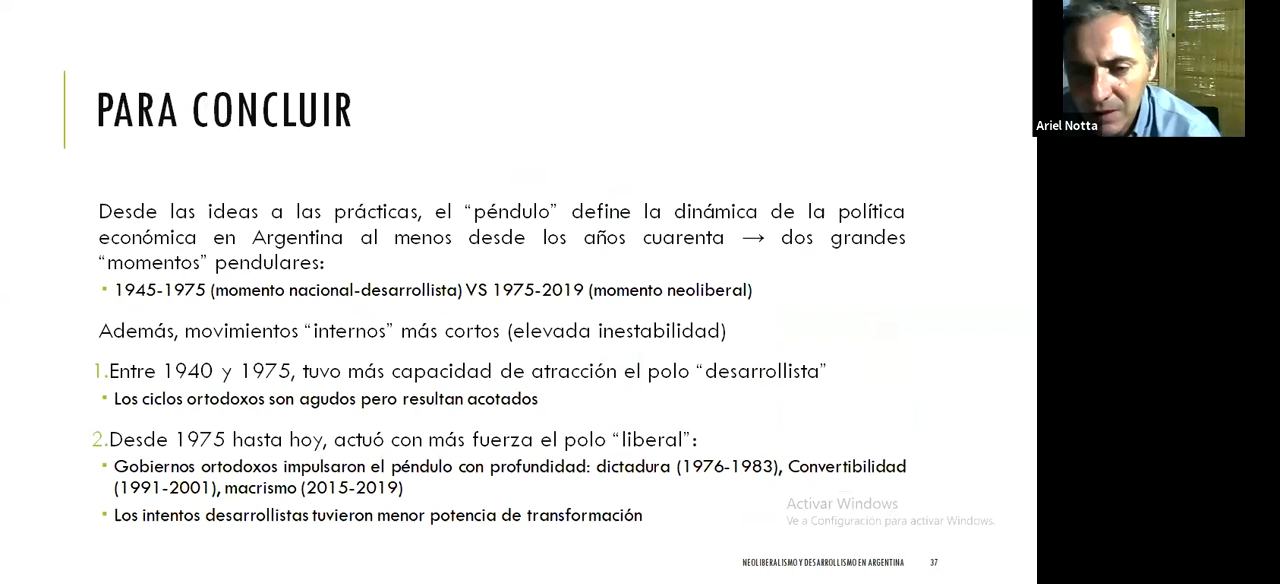 PARA CONCLUIR
Ariel Notta
Desde las ideas a las prácticas, el “péndulo” define la dinámica de la política
económica en Argentina al menos desde los años cuarenta → dos grandes
“momentos” pendulares:
▪ 1945-1975 (momento nacional-desarrollista) VS 1975-2019 (momento neoliberal)
Además, movimientos “internos” más cortos (elevada inestabilidad)
1.Entre 1940 y 1975, tuvo más capacidad de atracción el polo “desarrollista”
▪ Los ciclos ortodoxos son agudos pero resultan acotados
2.Desde 1975 hasta hoy, actuó con más fuerza el polo “liberal”:
▪ Gobiernos ortodoxos impulsaron el péndulo con profundidad: dictadura (1976-1983), Convertibilidad
(1991-2001), macrismo (2015-2019)
▪ Los intentos desarrollistas tuvieron menor potencia de transformación
Activar Windows
Ve a Configuración para activar Windows.
NEOLIBERALISMO Y DESARROLLISMO EN ARGENTINA 37